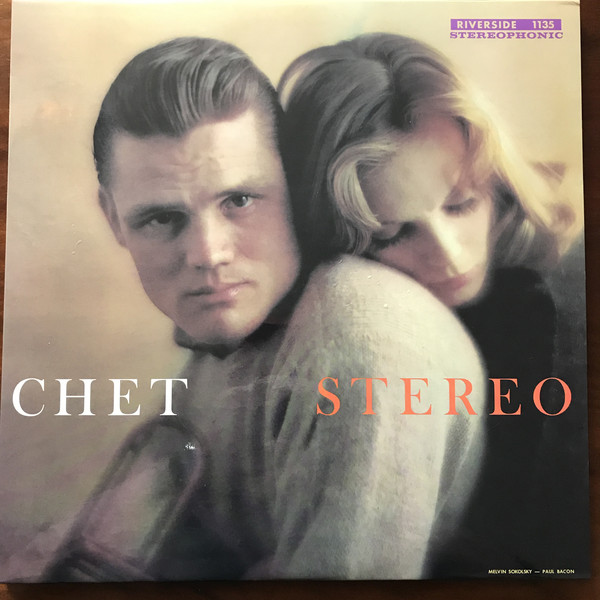 RIVERSIDE 1135
STEREOPHONIC
CHET STEREO
MELVIN SOKOLSKY — PAUL BACON